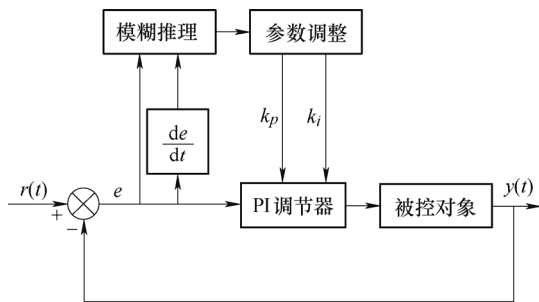 模糊推理
参数调整
k_p
k_i
de
dt
r(t)
e
y(t)
+
−
PI调节器
被控对象